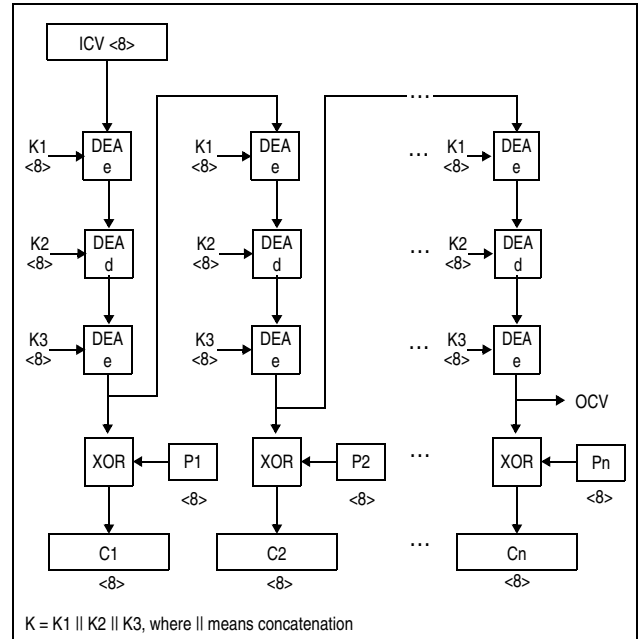 ICV <8>
...
K1
<8>
DEA
e
K1
<8>
DEA
e
...
K1
<8>
DEA
e
K2
<8>
DEA
d
K2
<8>
DEA
d
...
K2
<8>
DEA
d
K3
<8>
DEA
e
K3
<8>
DEA
e
...
K3
<8>
DEA
e
OCV
XOR
P1
<8>
XOR
P2
<8>
...
XOR
Pn
<8>
C1
<8>
C2
<8>
...
Cn
<8>
K = K1 || K2 || K3, where || means concatenation